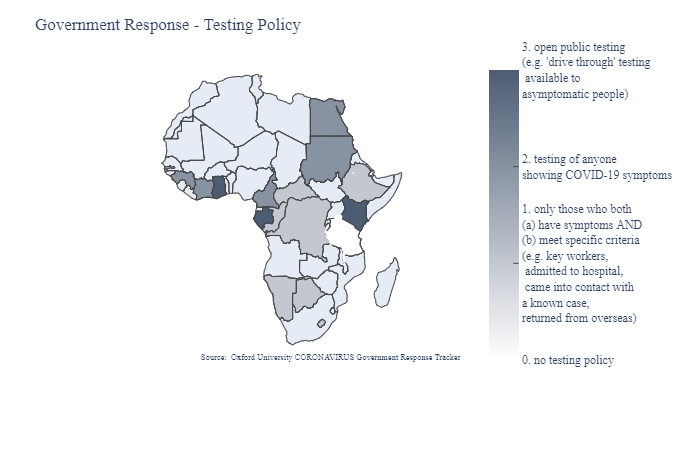 Government Response - Testing Policy
3. open public testing
(e.g. 'drive through' testing
available to
asymptomatic people)
2. testing of anyone
showing COVID-19 symptoms
1. only those who both
(a) have symptoms AND
(b) meet specific criteria
(e.g. key workers,
admitted to hospital,
came into contact with
a known case,
returned from overseas)
0. no testing policy
Source: Oxford University CORONAVIRUS Government Response Tracker